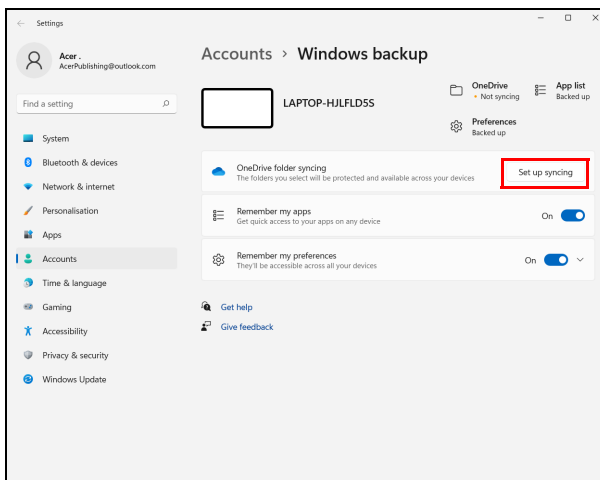 Settings
Acer .
AcerPublishing@outlook.com
Find a setting
System
Bluetooth & devices
Network & internet
Personalisation
Apps
Accounts
Time & language
Gaming
Accessibility
Privacy & security
Windows Update
Accounts > Windows backup
LAPTOP-HJLFLD5S
OneDrive
• Not syncing
App list
Backed up
Preferences
Backed up
OneDrive folder syncing
The folders you select will be protected and available across your devices
Set up syncing
Remember my apps
Get quick access to your apps on any device
On
Remember my preferences
They'll be accessible across all your devices
On
Get help
Give feedback